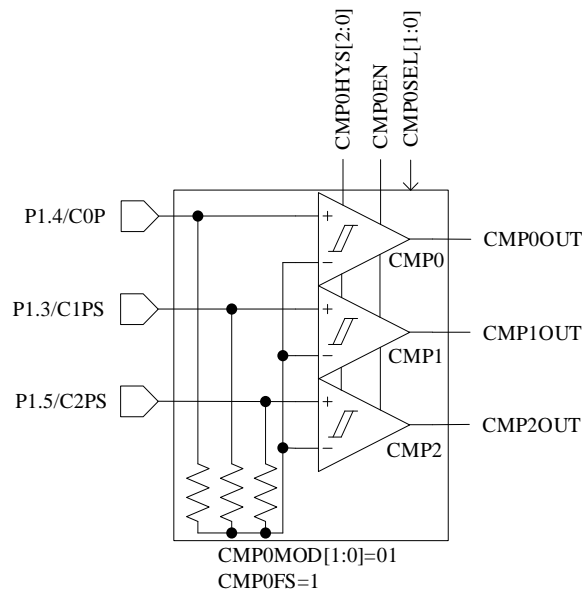 CMP0HYS[2:0]
CMP0EN
CMP0SEL[1:0]
P1.4/C0P
+
−
CMP0
CMP0OUT
P1.3/C1PS
+
−
CMP1
CMP1OUT
P1.5/C2PS
+
−
CMP2
CMP2OUT
CMP0MOD[1:0]=01
CMP0FS=1